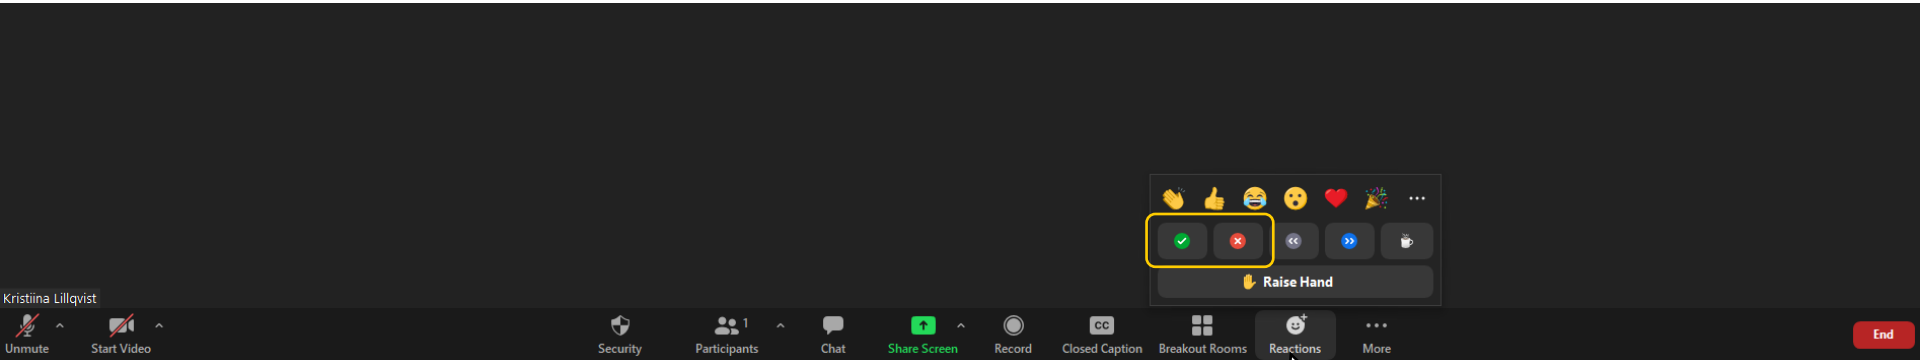 Raise Hand
Kristiina Lillqvist
1
CC
Unmute
Start Video
Security
Participants
Chat
Share Screen
Record
Closed Caption
Breakout Rooms
Reactions
More
End